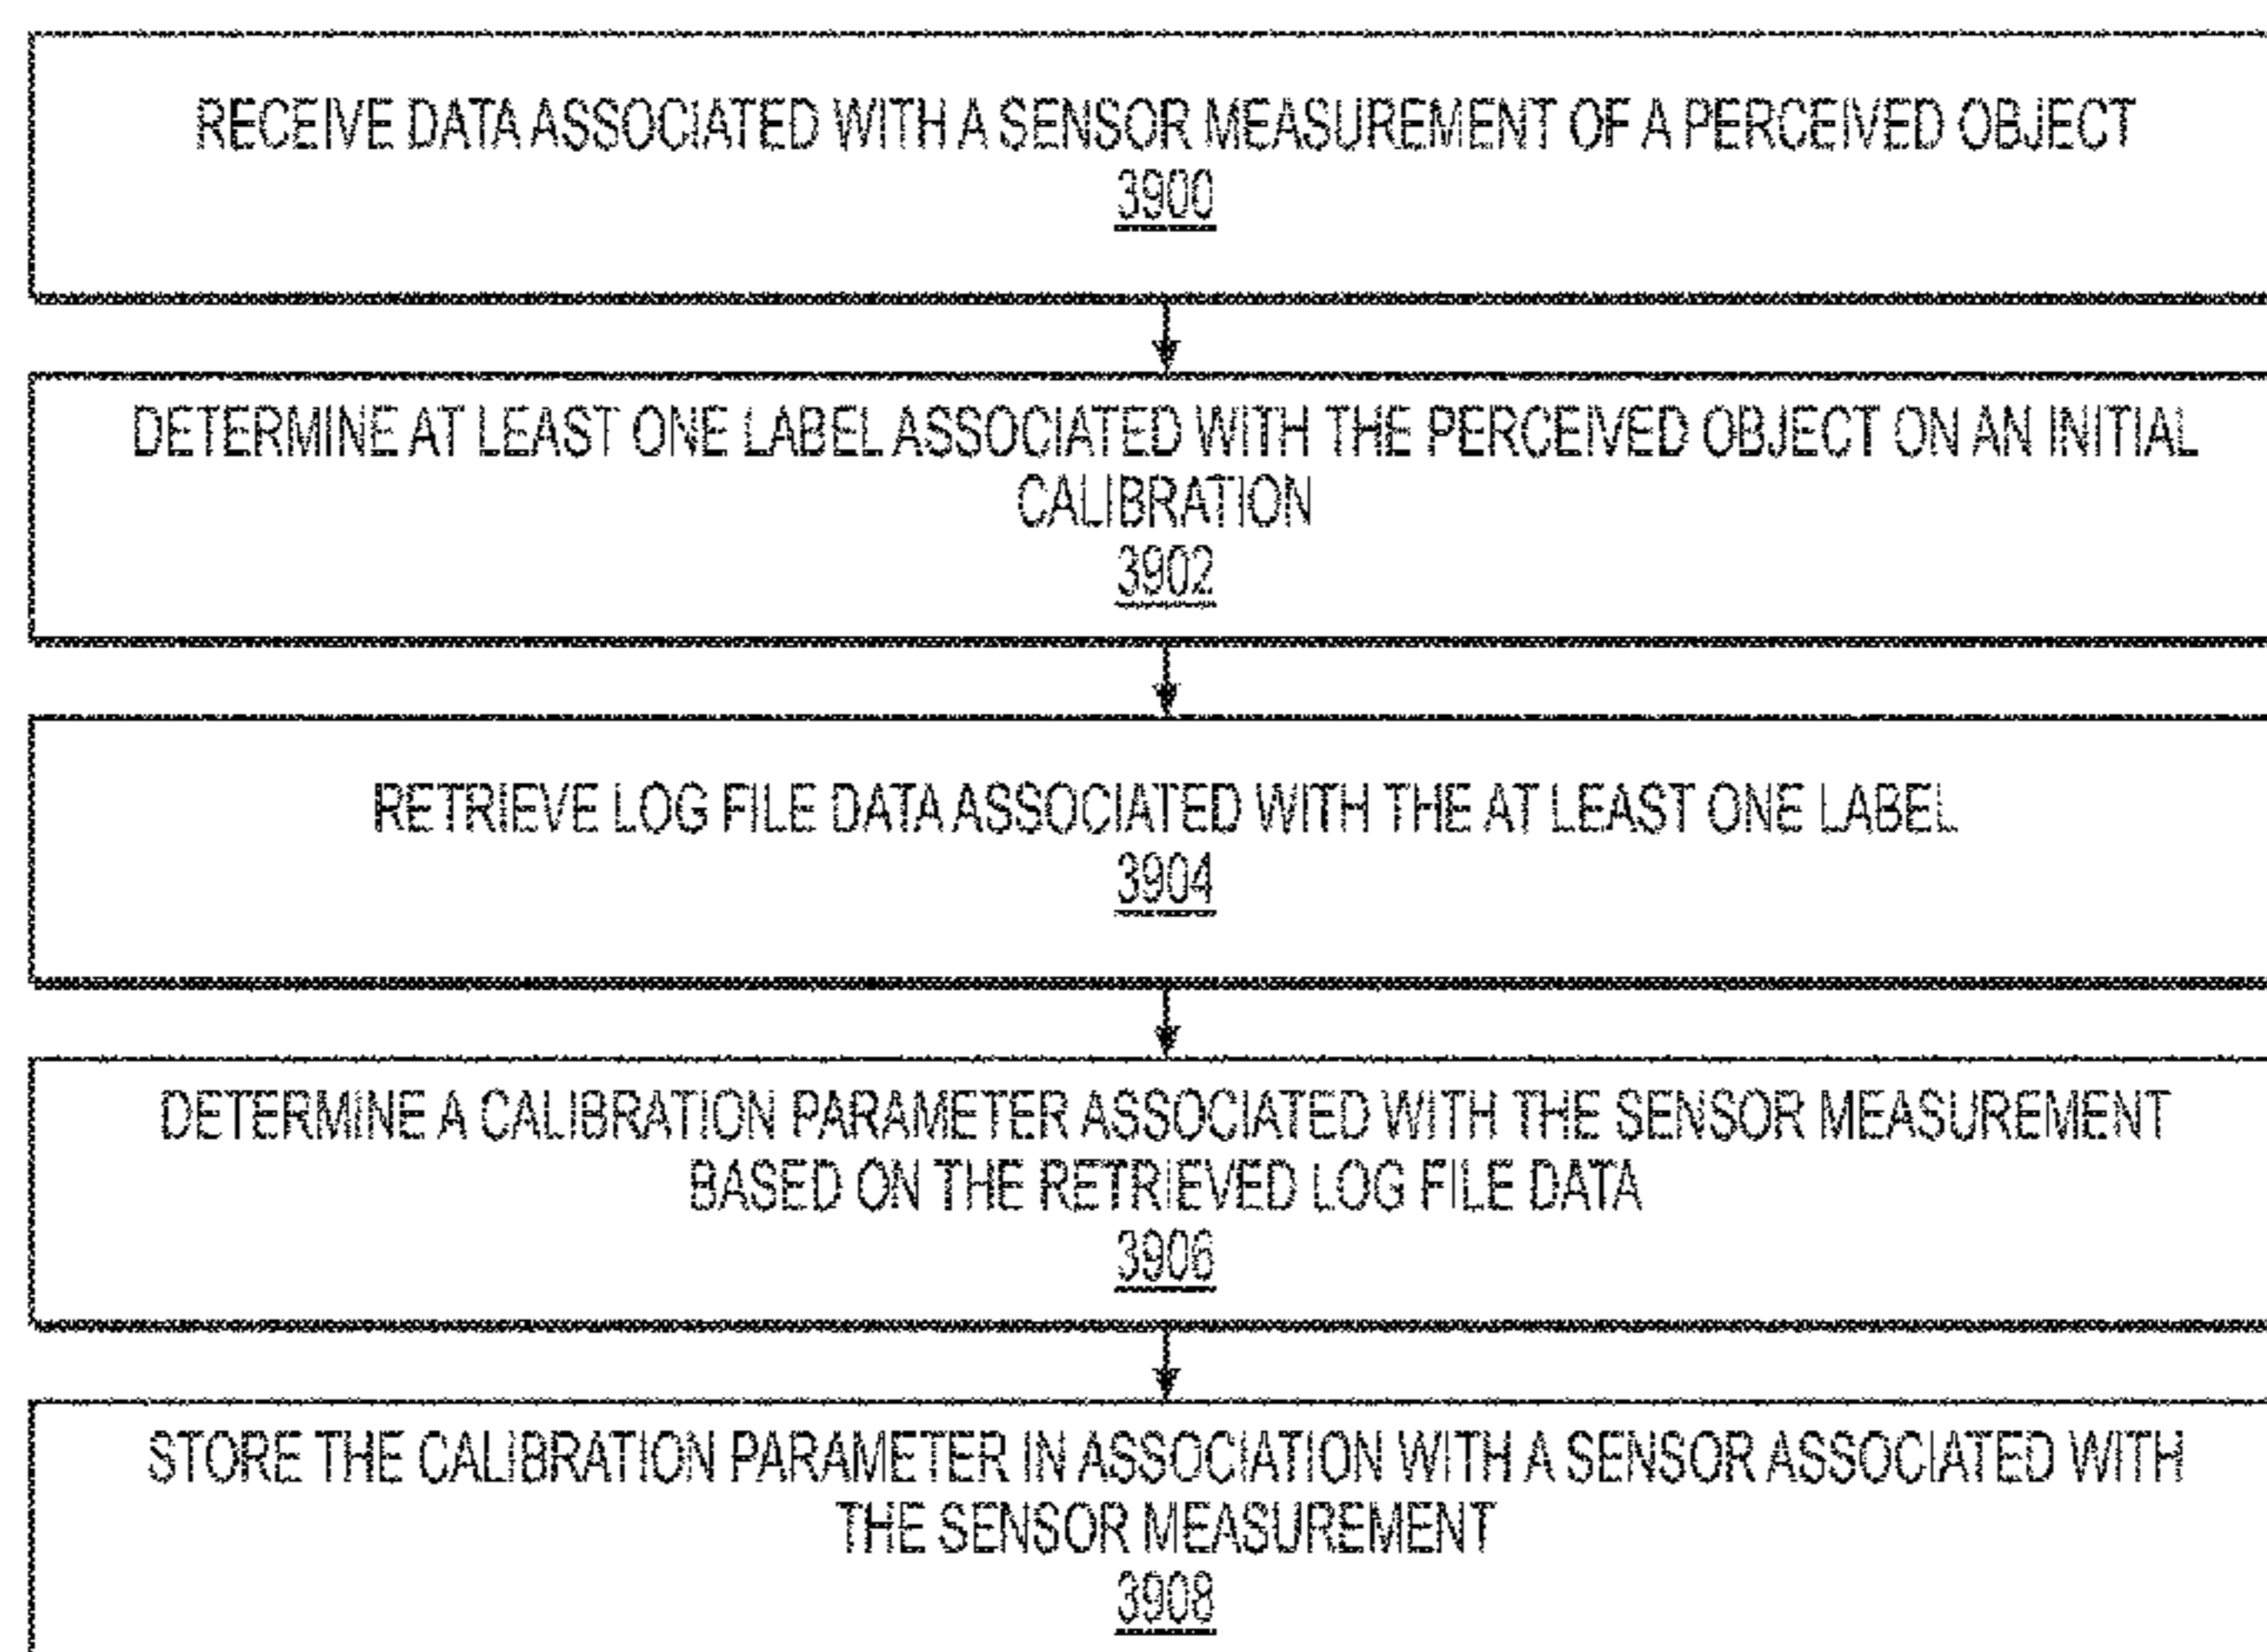 RECEIVE DATA ASSOCIATED WITH A SENSOR MEASUREMENT OF A PERCEIVED OBJECT
3900
DETERMINE AT LEAST ONE LABEL ASSOCIATED WITH THE PERCEIVED OBJECT ON AN INITIAL
CALIBRATION
3902
RETRIEVE LOG FILE DATA ASSOCIATED WITH THE AT LEAST ONE LABEL
3904
DETERMINE A CALIBRATION PARAMETER ASSOCIATED WITH THE SENSOR MEASUREMENT
BASED ON THE RETRIEVED LOG FILE DATA
3906
STORE THE CALIBRATION PARAMETER IN ASSOCIATION WITH A SENSOR ASSOCIATED WITH
THE SENSOR MEASUREMENT
3908